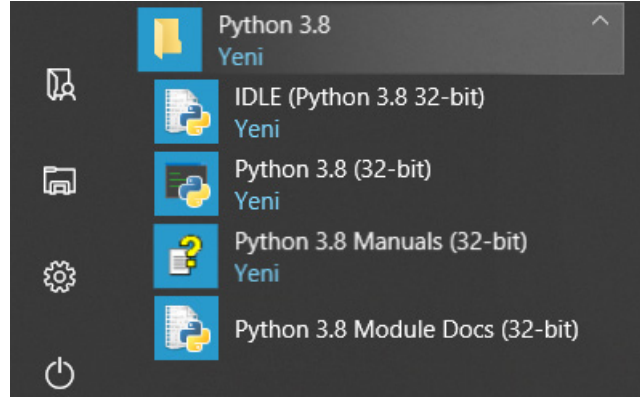 Python 3.8
Yeni
IDLE (Python 3.8 32-bit)
Yeni
Python 3.8 (32-bit)
Yeni
Python 3.8 Manuals (32-bit)
Yeni
Python 3.8 Module Docs (32-bit)